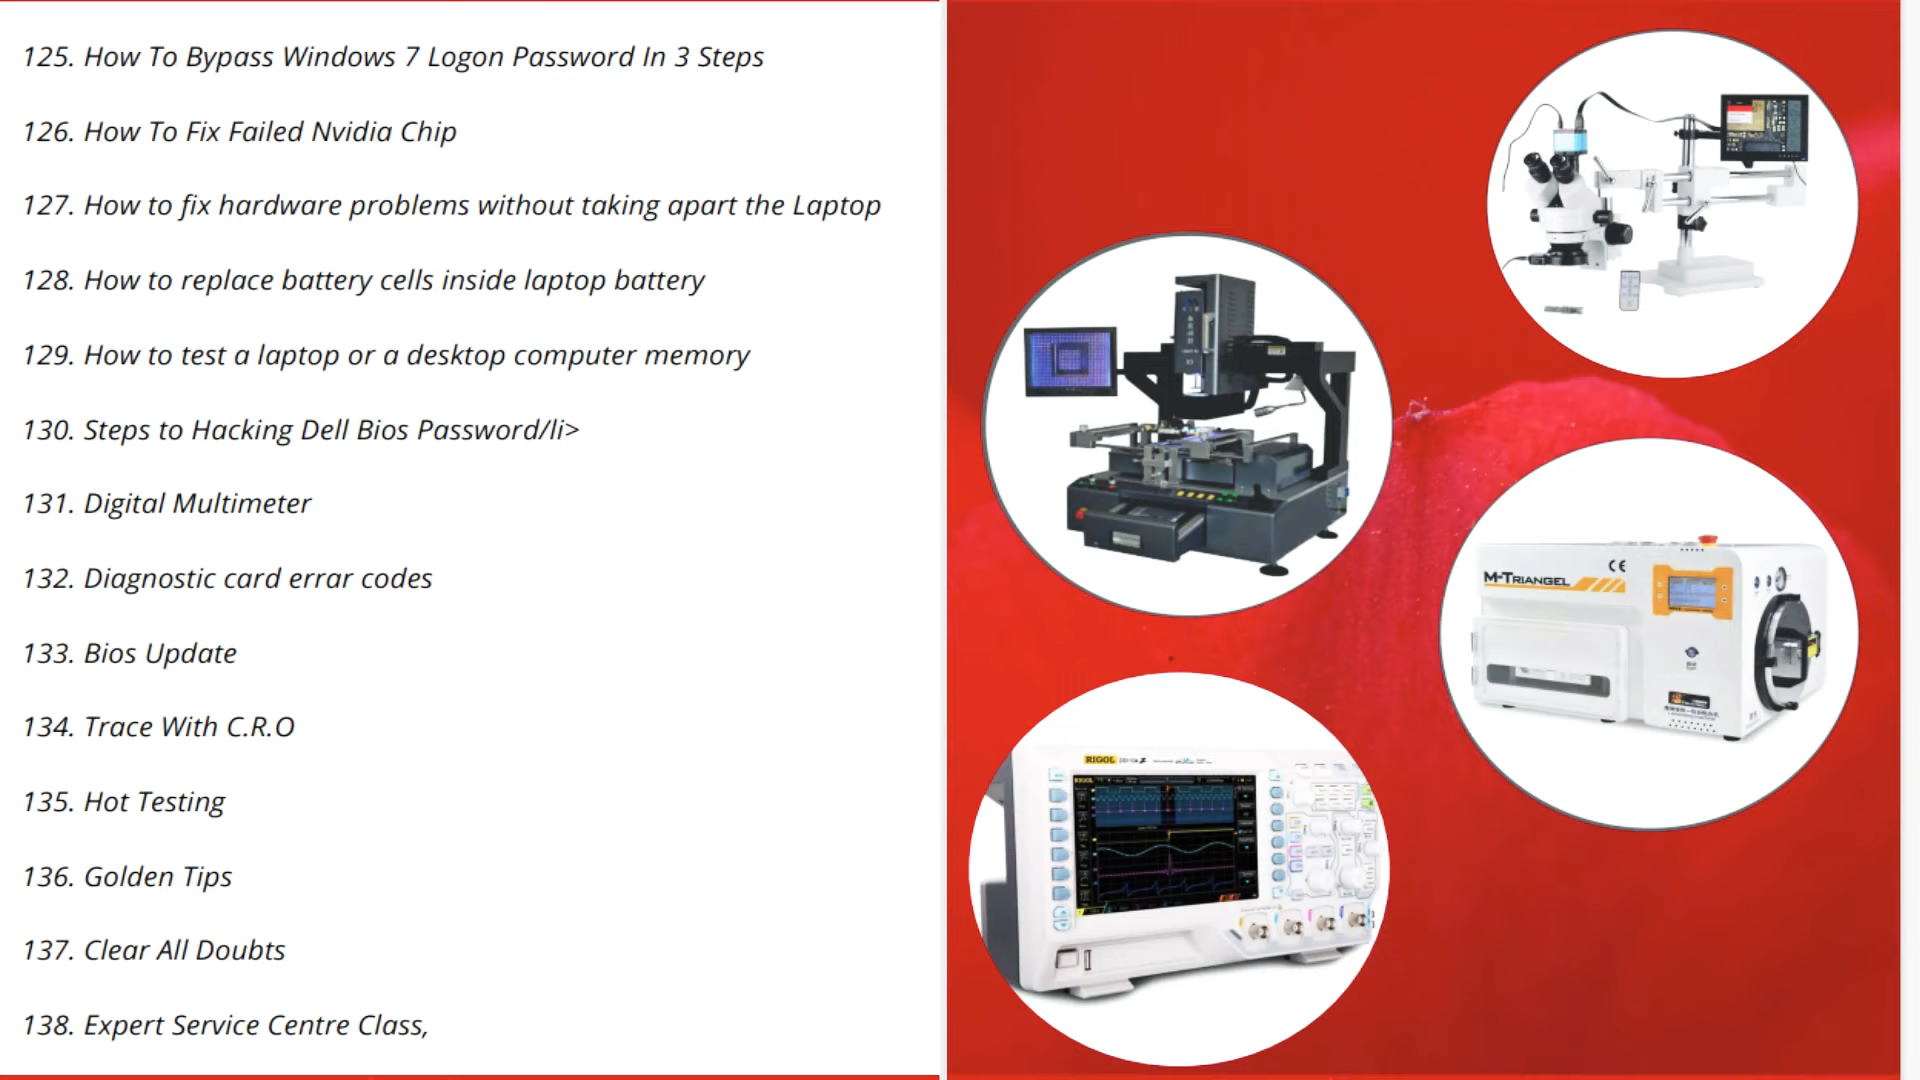 125. How To Bypass Windows 7 Logon Password In 3 Steps
126. How To Fix Failed Nvidia Chip
127. How to fix hardware problems without taking apart the Laptop
128. How to replace battery cells inside laptop battery
129. How to test a laptop or a desktop computer memory
130. Steps to Hacking Dell Bios Password/li>
131. Digital Multimeter
132. Diagnostic card errar codes
133. Bios Update
134. Trace With C.R.O
135. Hot Testing
136. Golden Tips
137. Clear All Doubts
138. Expert Service Centre Class,
CE
M-TRIANGEL
RIGOL
RIGOL